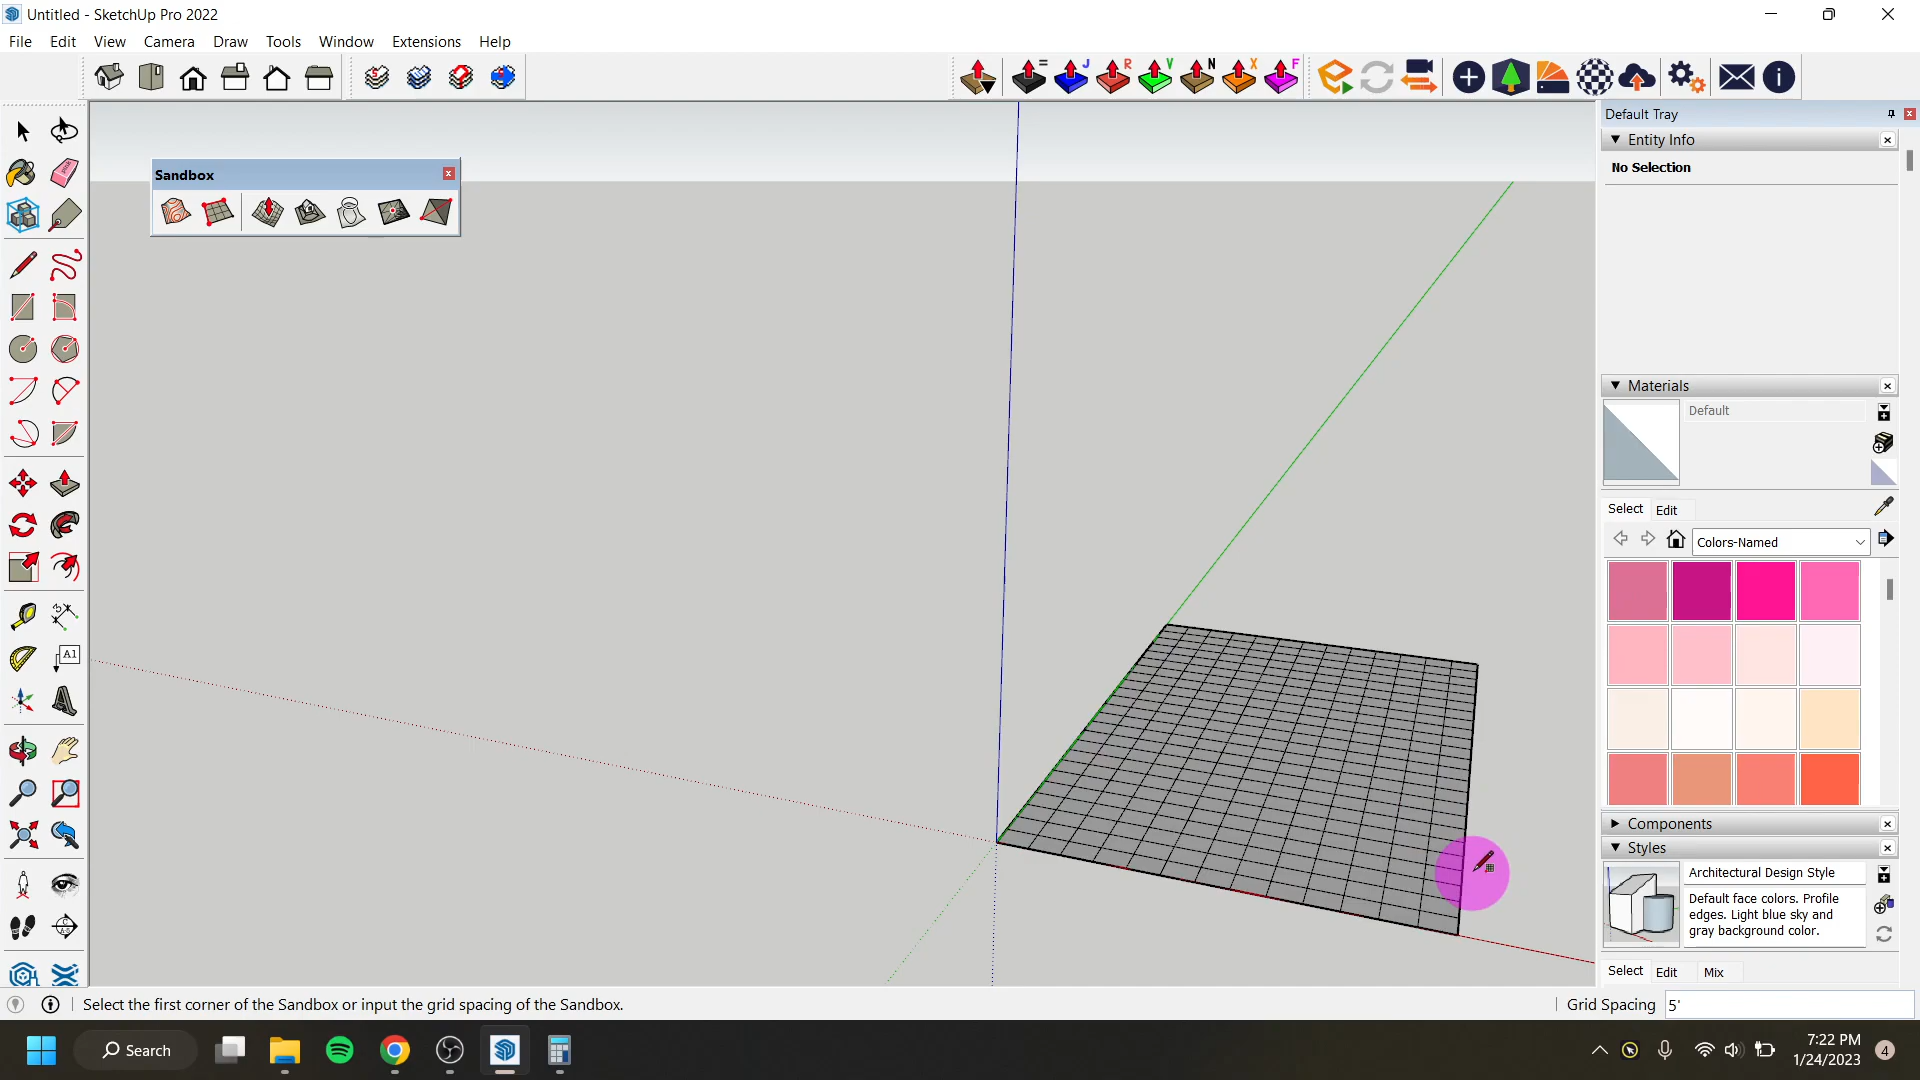 Untitled - SketchUp Pro 2022
File Edit View Camera Draw Tools Window Extensions Help
= J R V N X F
Default Tray
Entity Info
No Selection
Sandbox
Materials
Default
Select Edit
Colors-Named
A1
Components
Styles
Architectural Design Style
Default face colors. Profile
edges. Light blue sky and
gray background color.
Select Edit Mix
Select the first corner of the Sandbox or input the grid spacing of the Sandbox.
Grid Spacing 5'
Search
7:22 PM
1/24/2023
4